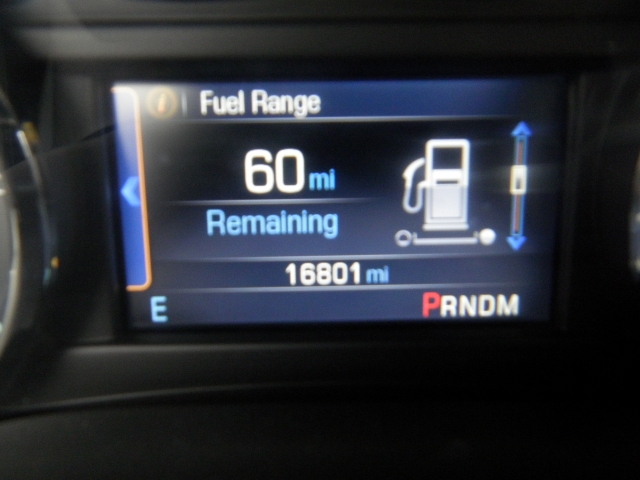 i Fuel Range
60 mi
Remaining
16801 mi
E PRNDM